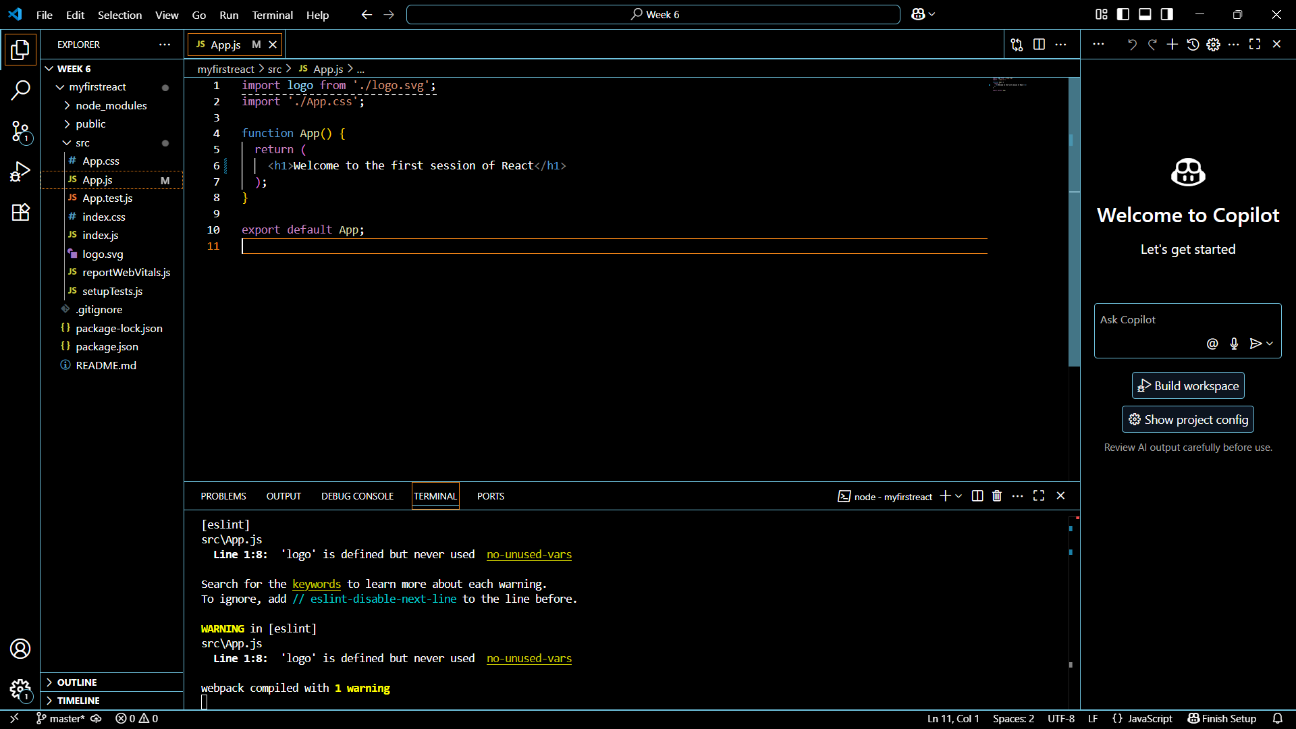 File Edit Selection View Go Run Terminal Help
Week 6
EXPLORER
WEEK 6
myfirstreact
node_modules
public
src
# App.css
JS App.js M
JS App.test.js
# index.css
JS index.js
logo.svg
JS reportWebVitals.js
JS setupTests.js
.gitignore
{} package-lock.json
{} package.json
README.md
OUTLINE
TIMELINE
JS App.js M
myfirstreact > src > JS App.js > ...
1 import logo from './logo.svg';
2 import './App.css';
3
4 function App() {
5 return (
6 <h1>Welcome to the first session of React</h1>
7 );
8 }
9
10 export default App;
11
PROBLEMS OUTPUT DEBUG CONSOLE TERMINAL PORTS
node - myfirstreact
[eslint]
src\App.js
Line 1:8: 'logo' is defined but never used no-unused-vars
Search for the keywords to learn more about each warning.
To ignore, add // eslint-disable-next-line to the line before.
WARNING in [eslint]
src\App.js
Line 1:8: 'logo' is defined but never used no-unused-vars
webpack compiled with 1 warning
Welcome to Copilot
Let's get started
Ask Copilot
@
Build workspace
Show project config
Review AI output carefully before use.
1
1
master* 0 0
Ln 11, Col 1 Spaces: 2 UTF-8 LF {} JavaScript Finish Setup